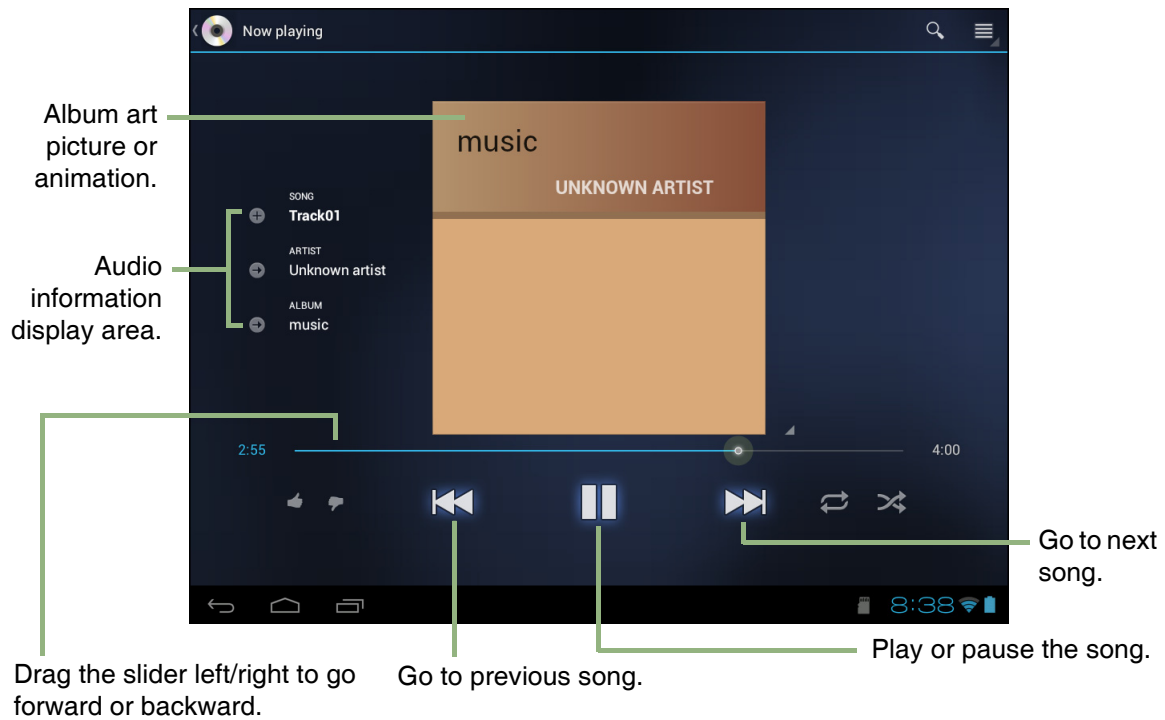 Now playing
Album art
picture or
animation.
music
UNKNOWN ARTIST
SONG
Track01
ARTIST
Unknown artist
ALBUM
music
Audio
information
display area.
2:55
4:00
Go to next
song.
8:38
Play or pause the song.
Go to previous song.
Drag the slider left/right to go
forward or backward.